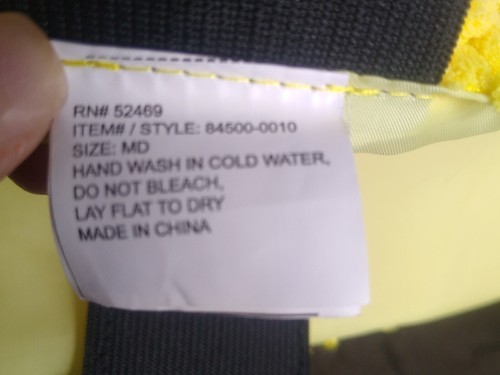 RN# 52469
ITEM# / STYLE: 84500-0010
SIZE: MD
HAND WASH IN COLD WATER,
DO NOT BLEACH,
LAY FLAT TO DRY
MADE IN CHINA